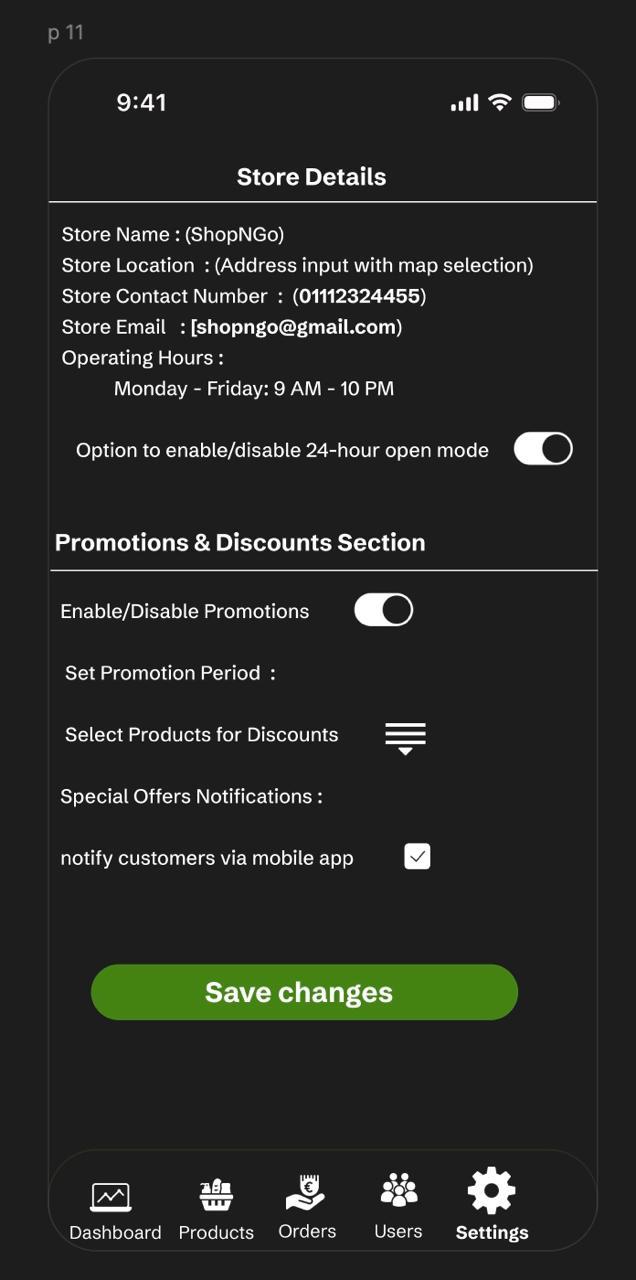 p 11
9:41
Store Details
Store Name : (ShopNGo)
Store Location : (Address input with map selection)
Store Contact Number : (01112324455)
Store Email : [shopngo@gmail.com)
Operating Hours :
Monday - Friday: 9 AM - 10 PM
Option to enable/disable 24-hour open mode
Promotions & Discounts Section
Enable/Disable Promotions
Set Promotion Period :
Select Products for Discounts
Special Offers Notifications :
notify customers via mobile app
Save changes
Dashboard Products Orders Users Settings